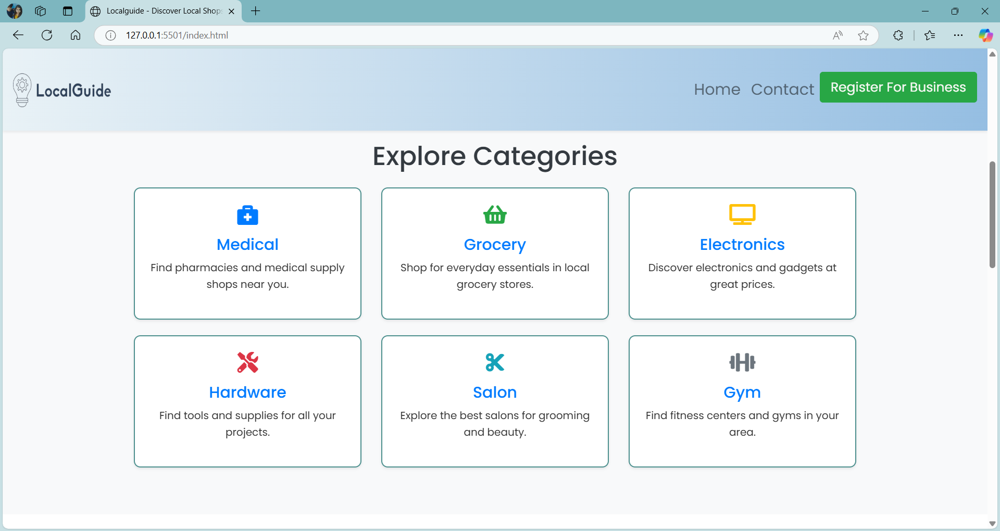 Localguide - Discover Local Shops
127.0.0.1:5501/index.html
LocalGuide
Home Contact Register For Business
Explore Categories
Medical
Find pharmacies and medical supply
shops near you.
Grocery
Shop for everyday essentials in local
grocery stores.
Electronics
Discover electronics and gadgets at
great prices.
Hardware
Find tools and supplies for all your
projects.
Salon
Explore the best salons for grooming
and beauty.
Gym
Find fitness centers and gyms in your
area.